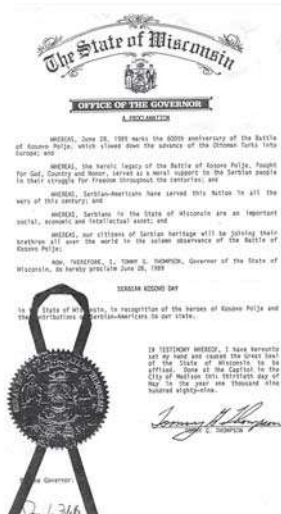 The State of Wisconsin
OFFICE OF THE GOVERNOR
A PROCLAMATION
WHEREAS, June 28, 1989 marks the 600th anniversary of the Battle
of Kosovo Polje, which slowed down the advance of the Ottoman Turks into
Europe; and
WHEREAS, the heroic legacy of the Battle of Kosovo Polje, fought
for God, Country and Honor, served as a moral support to the Serbian people
in their struggle for freedom throughout the centuries; and
WHEREAS, Serbian-Americans have served this Nation in all the
wars of this century; and
WHEREAS, Serbians in the State of Wisconsin are an important
social, economic and intellectual asset; and
WHEREAS, our citizens of Serbian heritage will be joining their
brethren all over the world in the solemn observance of the Battle of
Kosovo Polje;
NOW, THEREFORE, I, TOMMY G. THOMPSON, Governor of the State of
Wisconsin, do hereby proclaim June 28, 1989
SERBIAN KOSOVO DAY
in the State of Wisconsin, in recognition of the heroes of Kosovo Polje and
the contributions of Serbian-Americans to our state.
IN TESTIMONY WHEREOF, I have hereunto
set my hand and caused the Great Seal
of the State of Wisconsin to be
affixed. Done at the Capitol in the
City of Madison this thirtieth day of
May in the year one thousand nine
hundred eighty-nine.
Tommy G Thompson
TOMMY G. THOMPSON
Governor: